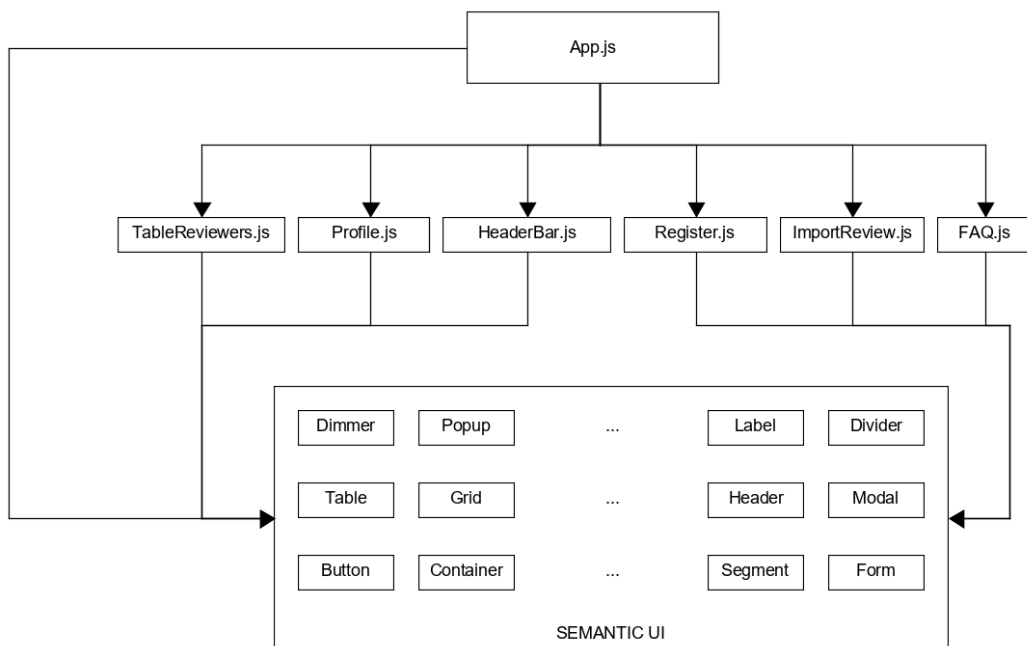 App.js
TableReviewers.js
Profile.js
HeaderBar.js
Register.js
ImportReview.js
FAQ.js
Dimmer
Popup
...
Label
Divider
Table
Grid
...
Header
Modal
Button
Container
...
Segment
Form
SEMANTIC UI